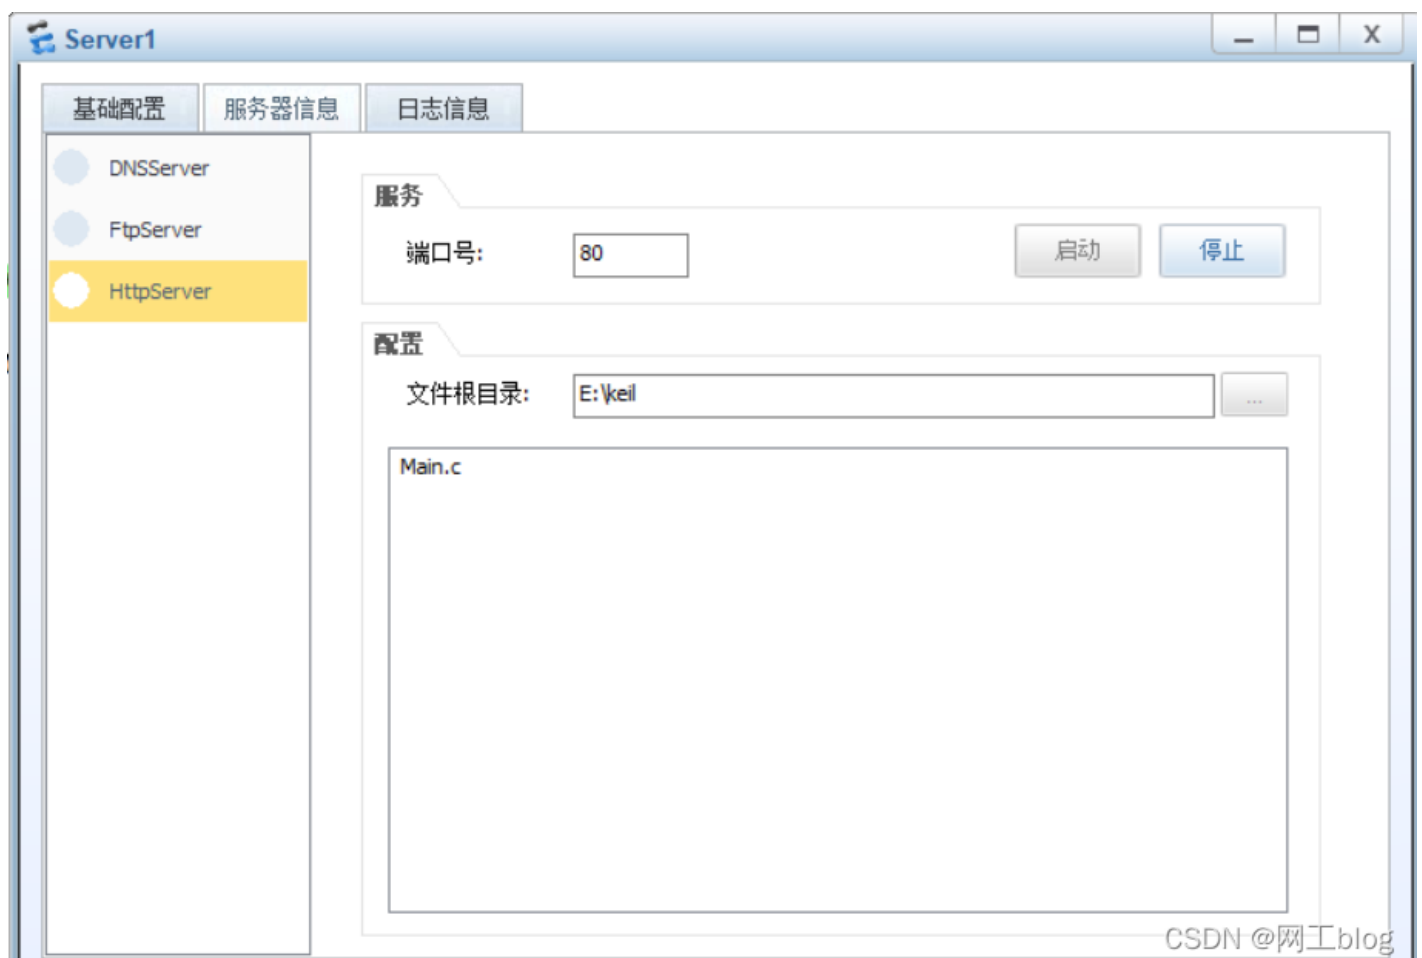 Server1
基础配置 服务器信息 日志信息
DNSServer
FtpServer
HttpServer
服务
端口号: 80 启动 停止
配置
文件根目录: E:\keil ...
Main.c
CSDN @网工blog